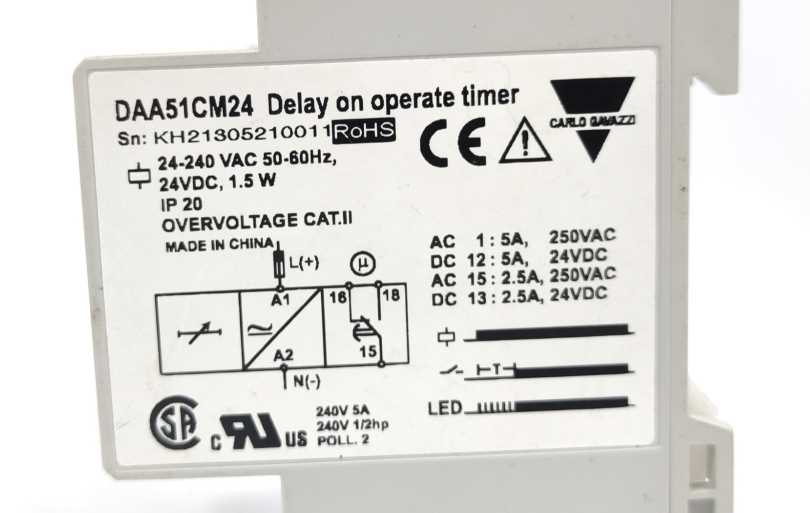 DAA51CM24 Delay on operate timer
Sn: KH21305210011 RoHS
CE
CARLO GAVAZZI
24-240 VAC 50-60Hz,
24VDC, 1.5 W
IP 20
OVERVOLTAGE CAT.II
MADE IN CHINA
L(+)
μ
A1
16
18
A2
15
N(-)
AC 1 : 5A, 250VAC
DC 12 : 5A, 24VDC
AC 15 : 2.5A, 250VAC
DC 13 : 2.5A, 24VDC
T
LED
SA
c RU US
240V 5A
240V 1/2hp
POLL. 2